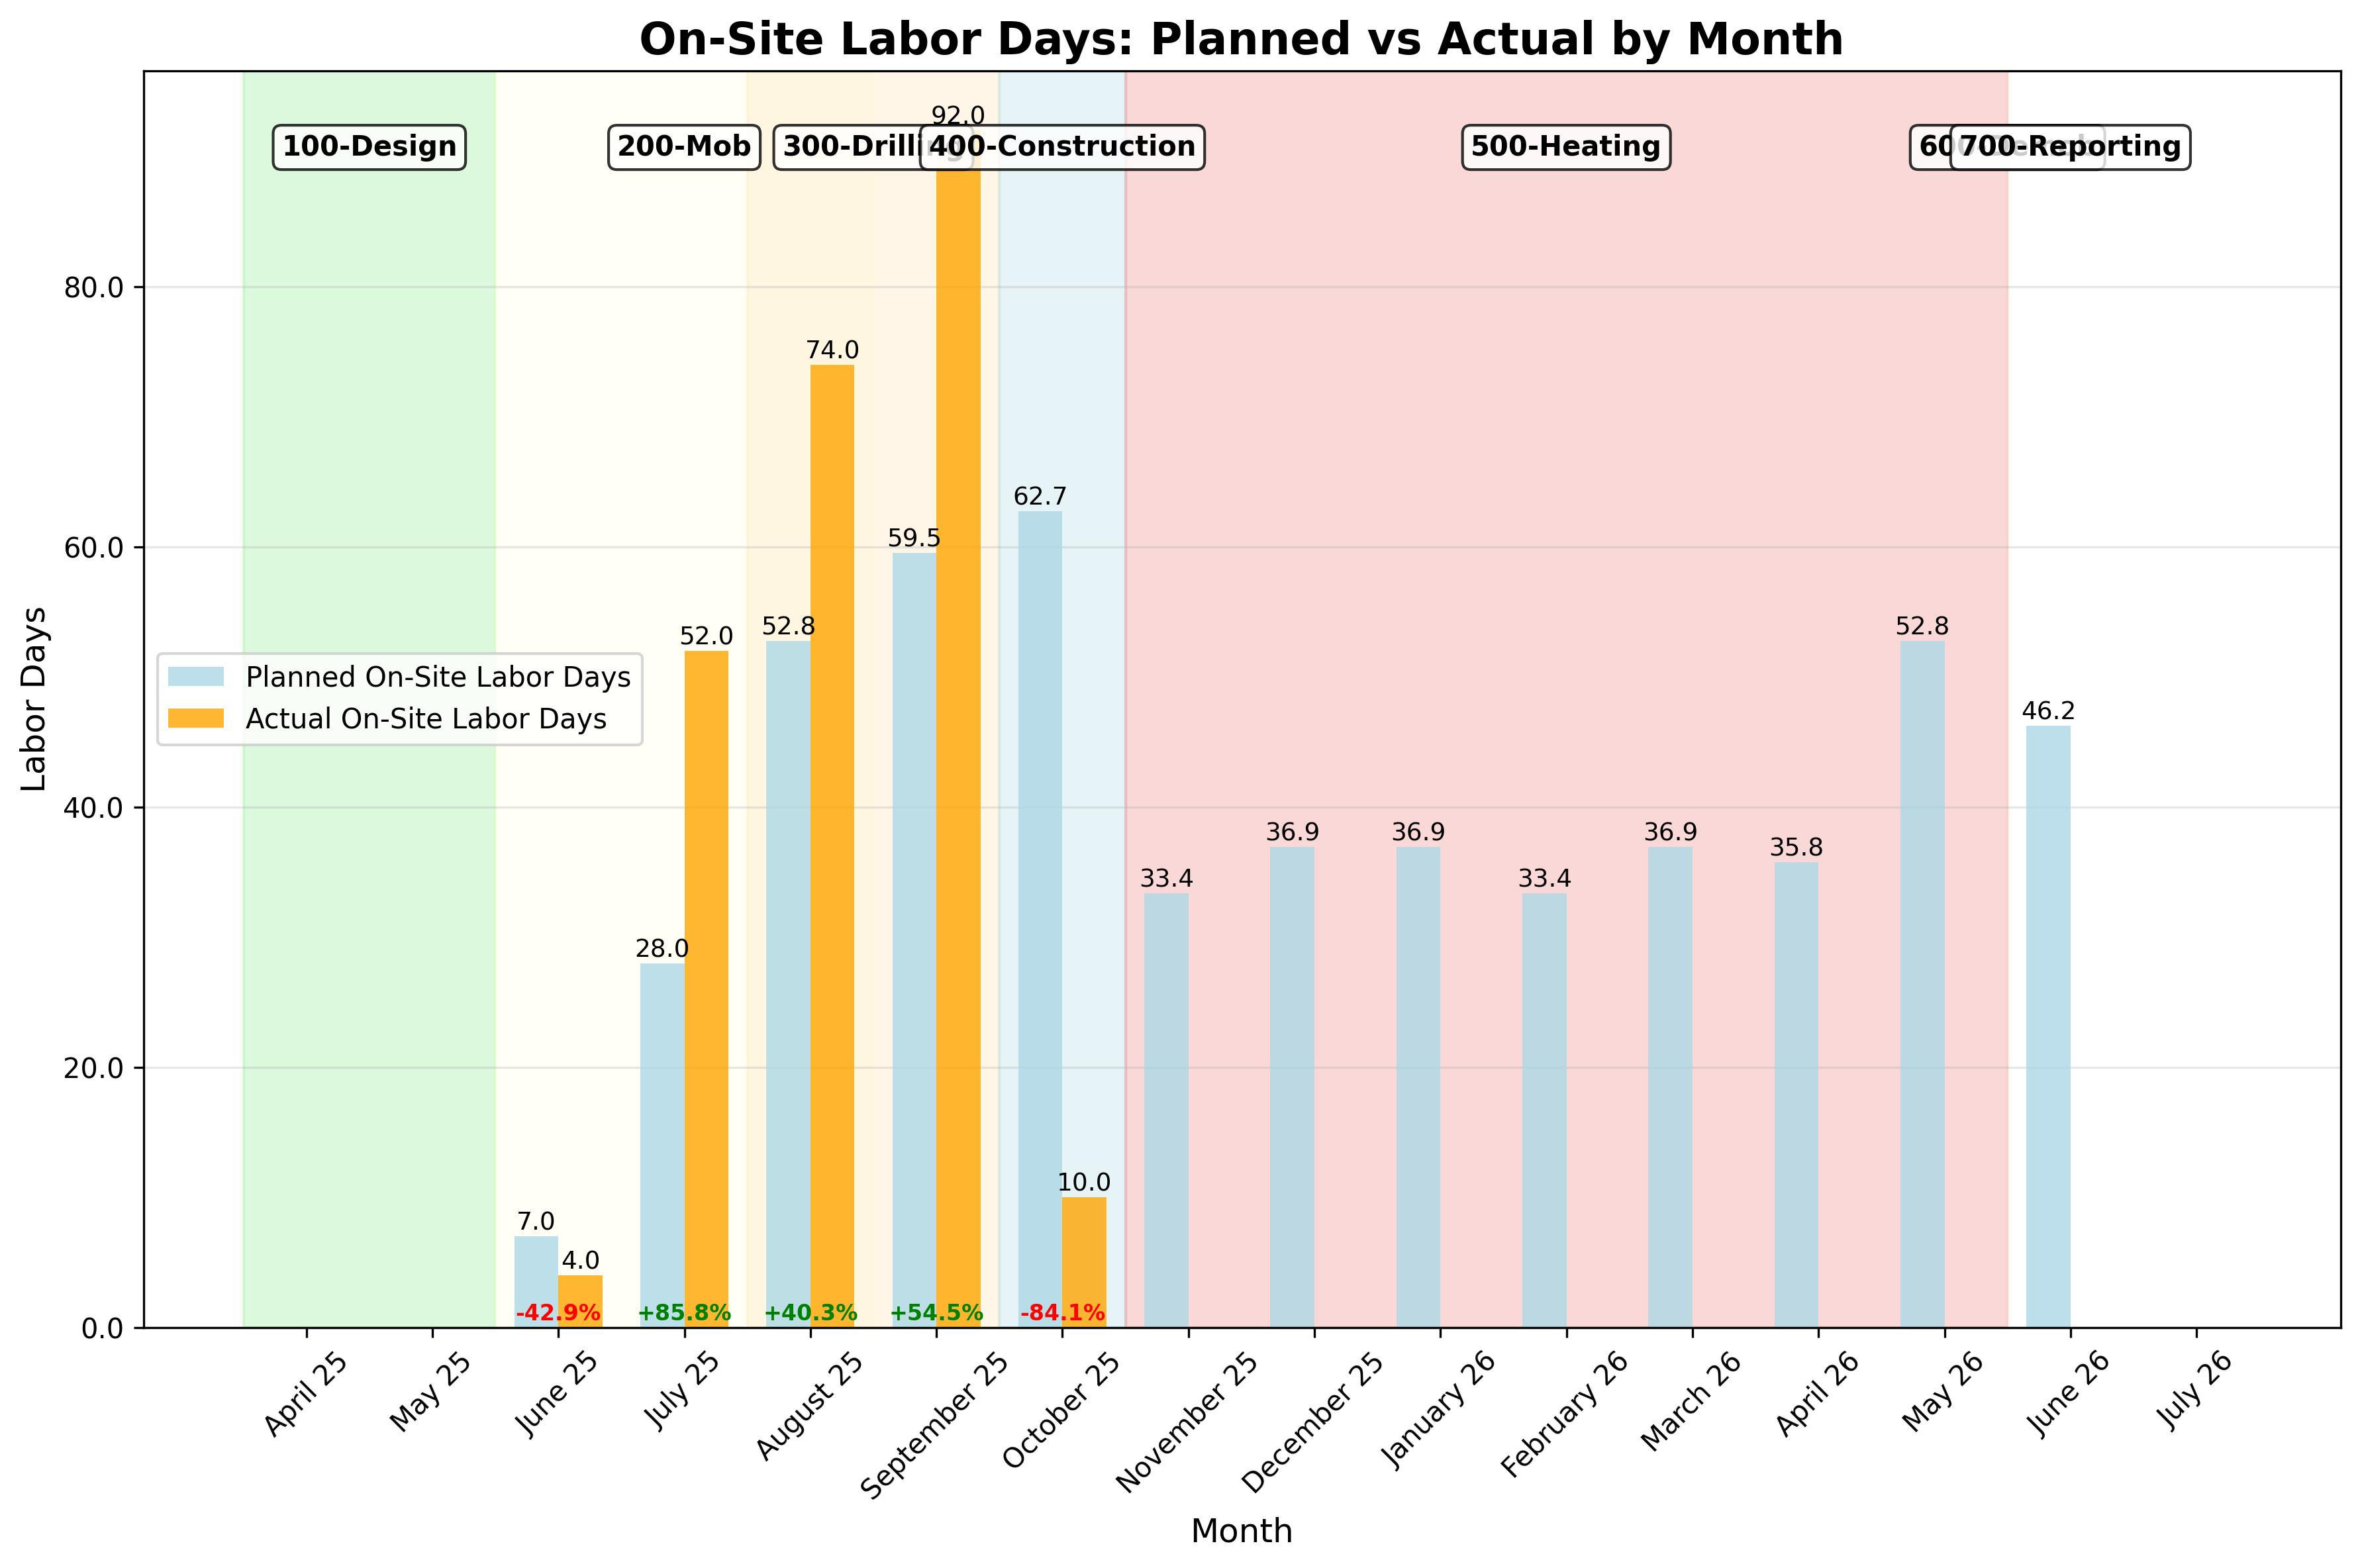 On-Site Labor Days: Planned vs Actual by Month
92.0
100-Design
200-Mob
300-Drilling
400-Construction
500-Heating
700-Reporting
80.0
74.0
62.7
60.0
59.5
52.8
52.0
52.8
Planned On-Site Labor Days
Actual On-Site Labor Days
46.2
40.0
36.9
36.9
36.9
35.8
33.4
33.4
28.0
20.0
10.0
7.0
4.0
-42.9%
+85.8%
+40.3%
+54.5%
-84.1%
0.0
Labor Days
April 25
May 25
June 25
July 25
August 25
September 25
October 25
November 25
December 25
January 26
February 26
March 26
April 26
May 26
June 26
July 26
Month